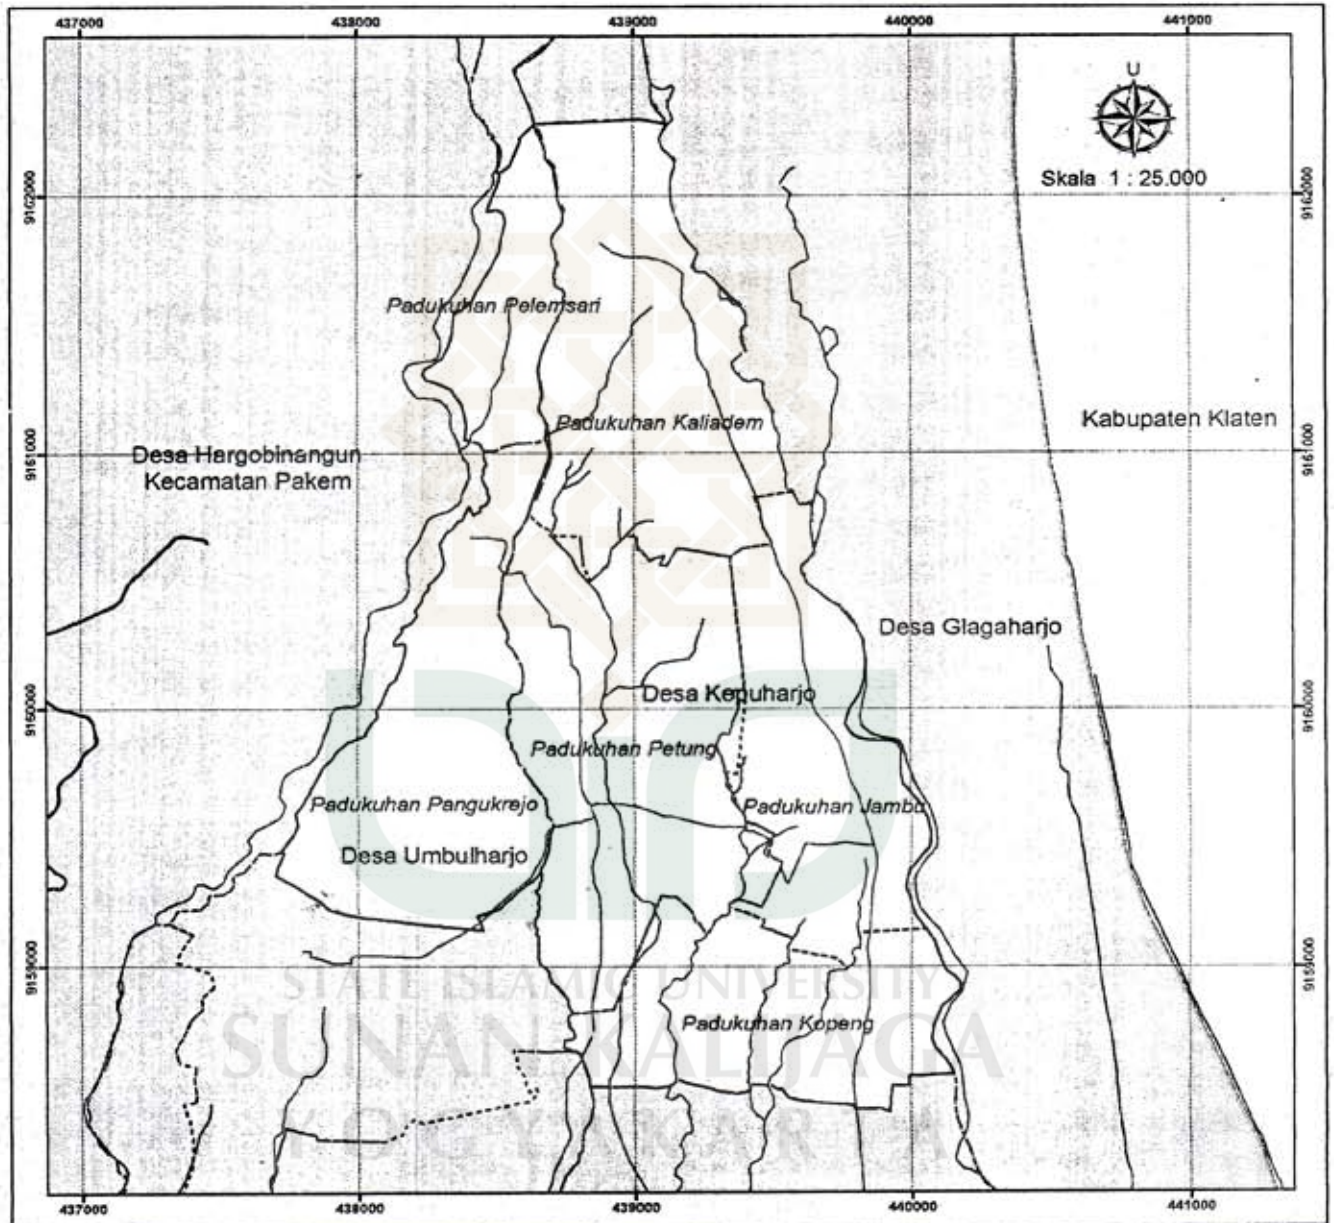 437000
438000
439000
440000
441000
U
Skala 1 : 25.000
9162000
9162000
Padukuhan Pelemsari
Padukuhan Kaliadem
Kabupaten Klaten
9161000
9161000
Desa Hargobinangun
Kecamatan Pakem
Desa Glagaharjo
Desa Kepuharjo
9160000
9160000
Padukuhan Petung
Padukuhan Pangukrejo
Padukuhan Jambu
Desa Umbulharjo
9159000
9159000
STATE ISLAMIC UNIVERSITY
Padukuhan Kopeng
SUNAN KALIJAGA
YOGYAKARTA
437000
438000
439000
440000
441000